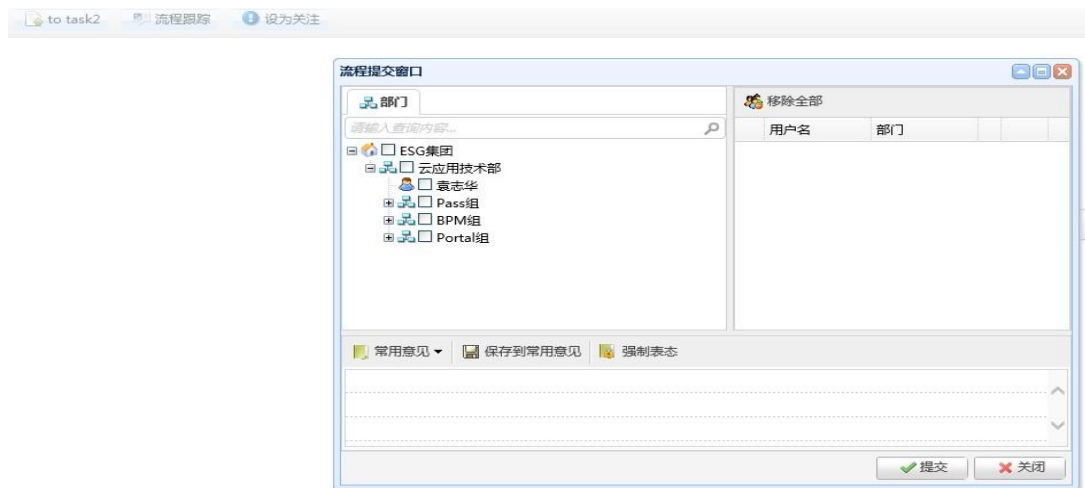 to task2 流程跟踪 设为关注
流程提交窗口
部门 移除全部
请输入查询内容... 用户名 部门
ESG集团
云应用技术部
袁志华
Pass组
BPM组
Portal组
常用意见 保存到常用意见 强制表态
提交 关闭